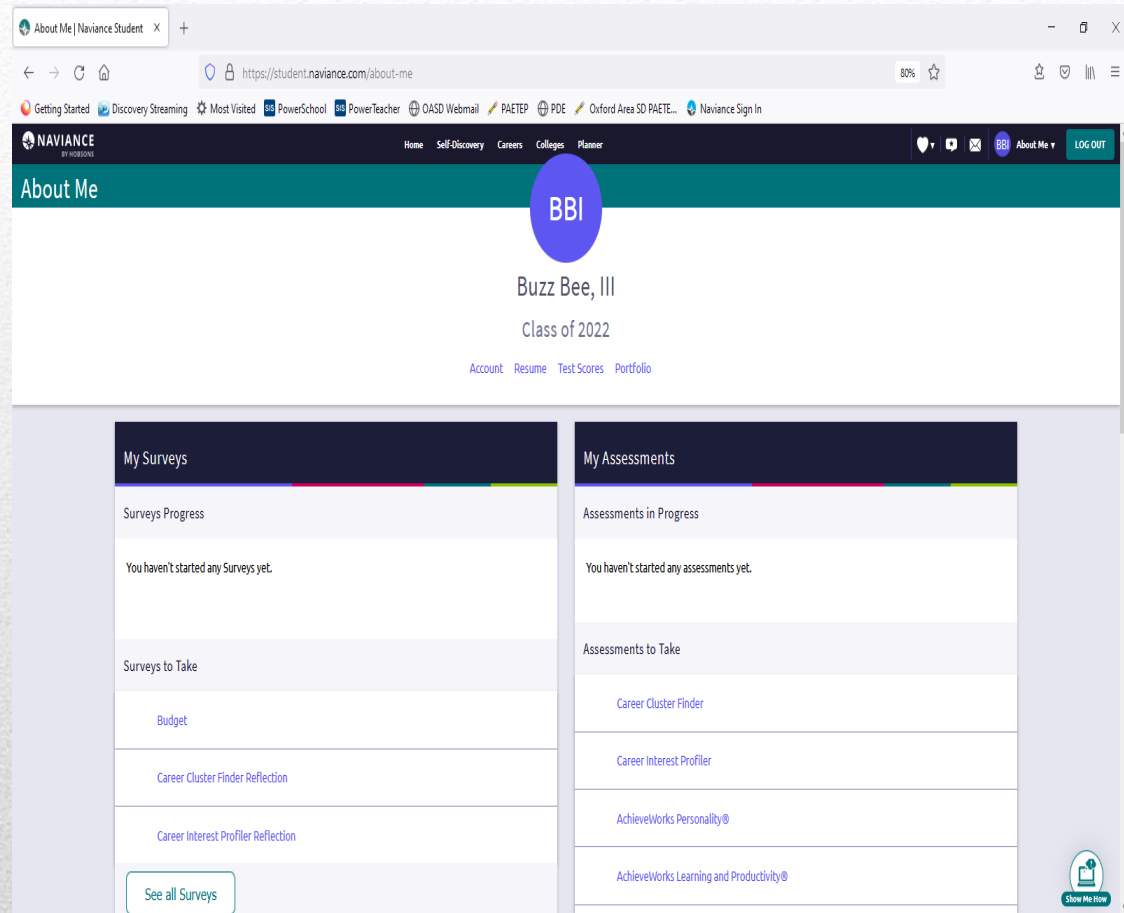 About Me | Naviance Student
https://student.naviance.com/about-me
80%
Getting Started Discovery Streaming Most Visited SIS PowerSchool SIS PowerTeacher OASD Webmail PAETEP PDE Oxford Area SD PAETE... Naviance Sign In
NAVIANCE
BY HOBSONS
Home Self-Discovery Careers Colleges Planner
BBI About Me LOG OUT
About Me
BBI
Buzz Bee, III
Class of 2022
Account Resume Test Scores Portfolio
My Surveys
Surveys Progress
You haven't started any Surveys yet.
Surveys to Take
Budget
Career Cluster Finder Reflection
Career Interest Profiler Reflection
See all Surveys
My Assessments
Assessments in Progress
You haven't started any assessments yet.
Assessments to Take
Career Cluster Finder
Career Interest Profiler
AchieveWorks Personality®
AchieveWorks Learning and Productivity®
Show Me How